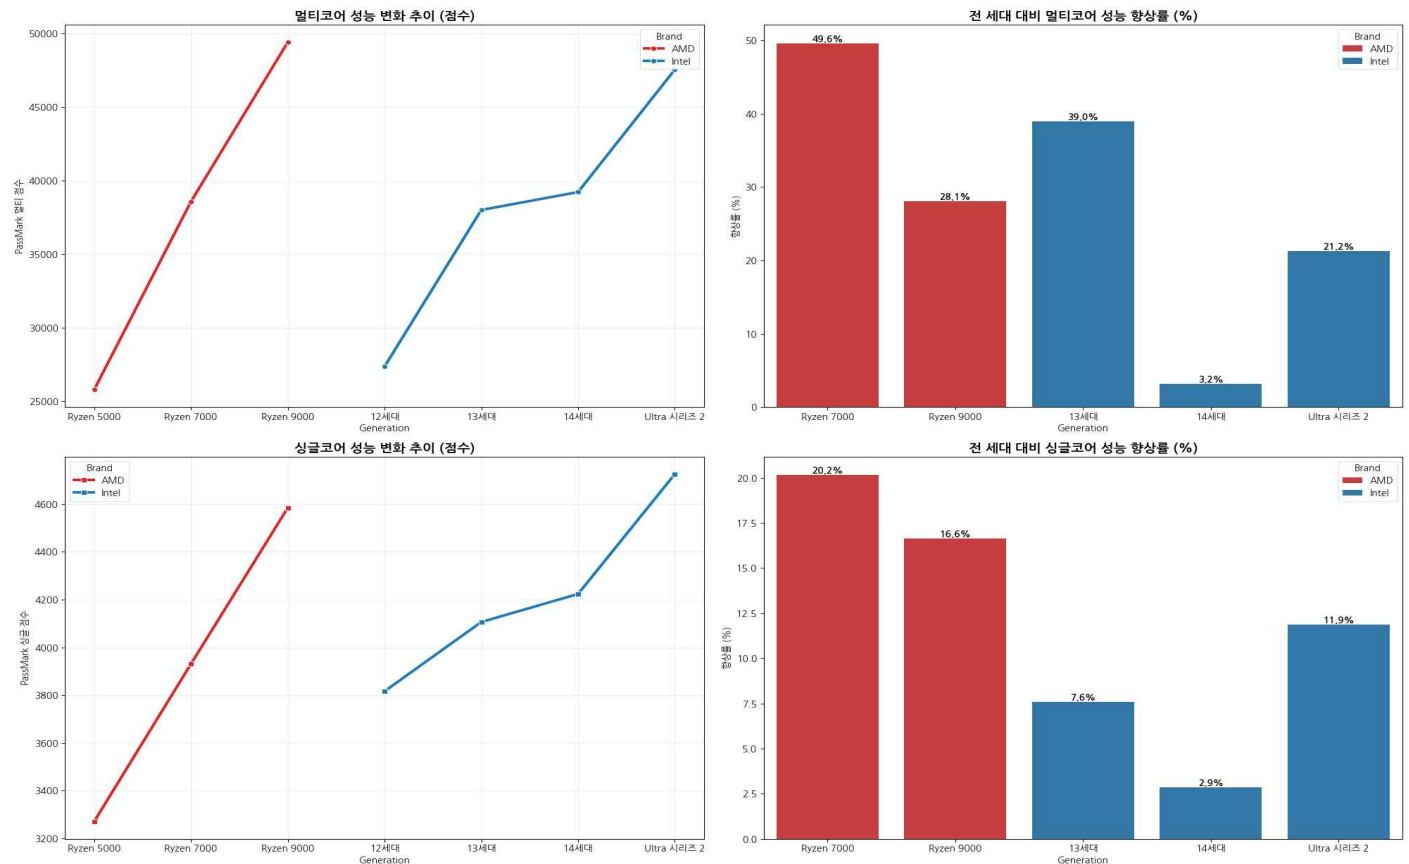 멀티코어 성능 변화 추이 (점수)
PassMark 멀티 점수
50000
45000
40000
35000
30000
25000
Brand
AMD
Intel
Ryzen 5000
Ryzen 7000
Ryzen 9000
12세대
13세대
14세대
Ultra 시리즈 2
Generation
전 세대 대비 멀티코어 성능 향상률 (%)
향상률 (%)
50
40
30
20
10
0
49,6%
28,1%
39,0%
3,2%
21,2%
Brand
AMD
Intel
Ryzen 7000
Ryzen 9000
13세대
14세대
Ultra 시리즈 2
Generation
싱글코어 성능 변화 추이 (점수)
PassMark 싱글 점수
4600
4400
4200
4000
3800
3600
3400
3200
Brand
AMD
Intel
Ryzen 5000
Ryzen 7000
Ryzen 9000
12세대
13세대
14세대
Ultra 시리즈 2
Generation
전 세대 대비 싱글코어 성능 향상률 (%)
향상률 (%)
20.0
17.5
15.0
12.5
10.0
7.5
5.0
2.5
0.0
20,2%
16,6%
7,6%
2,9%
11,9%
Brand
AMD
Intel
Ryzen 7000
Ryzen 9000
13세대
14세대
Ultra 시리즈 2
Generation